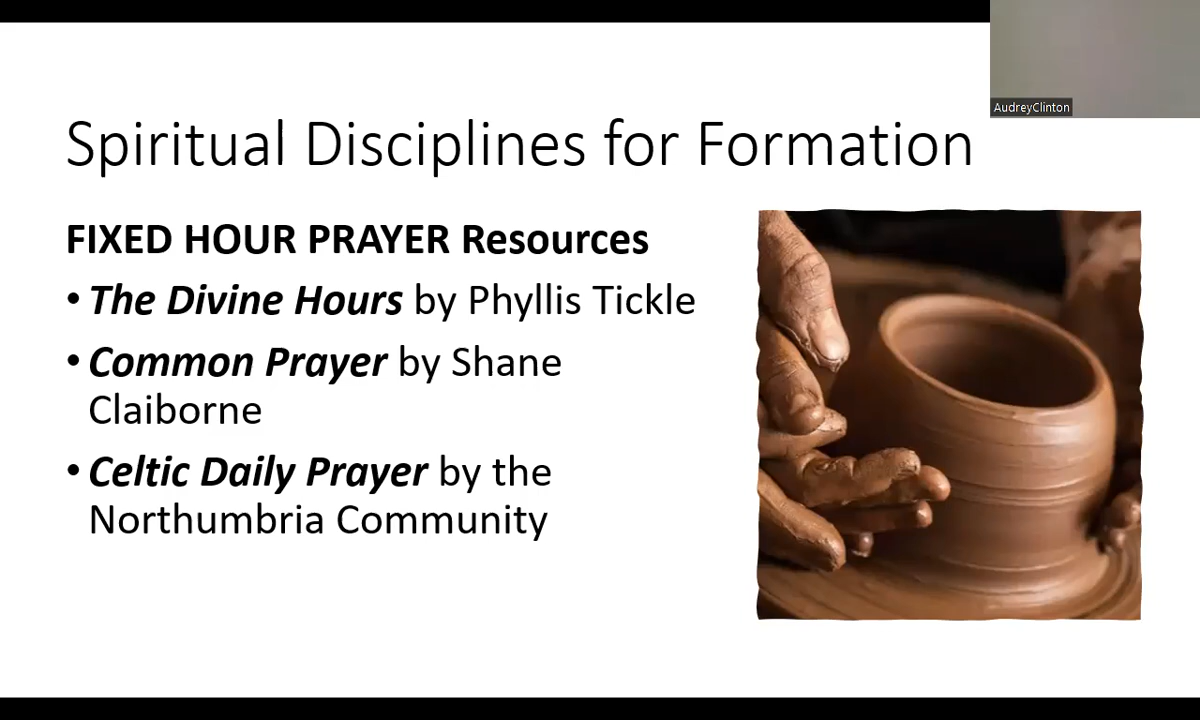 AudreyClinton
Spiritual Disciplines for Formation
FIXED HOUR PRAYER Resources
• The Divine Hours by Phyllis Tickle
• Common Prayer by Shane
Claiborne
• Celtic Daily Prayer by the
Northumbria Community